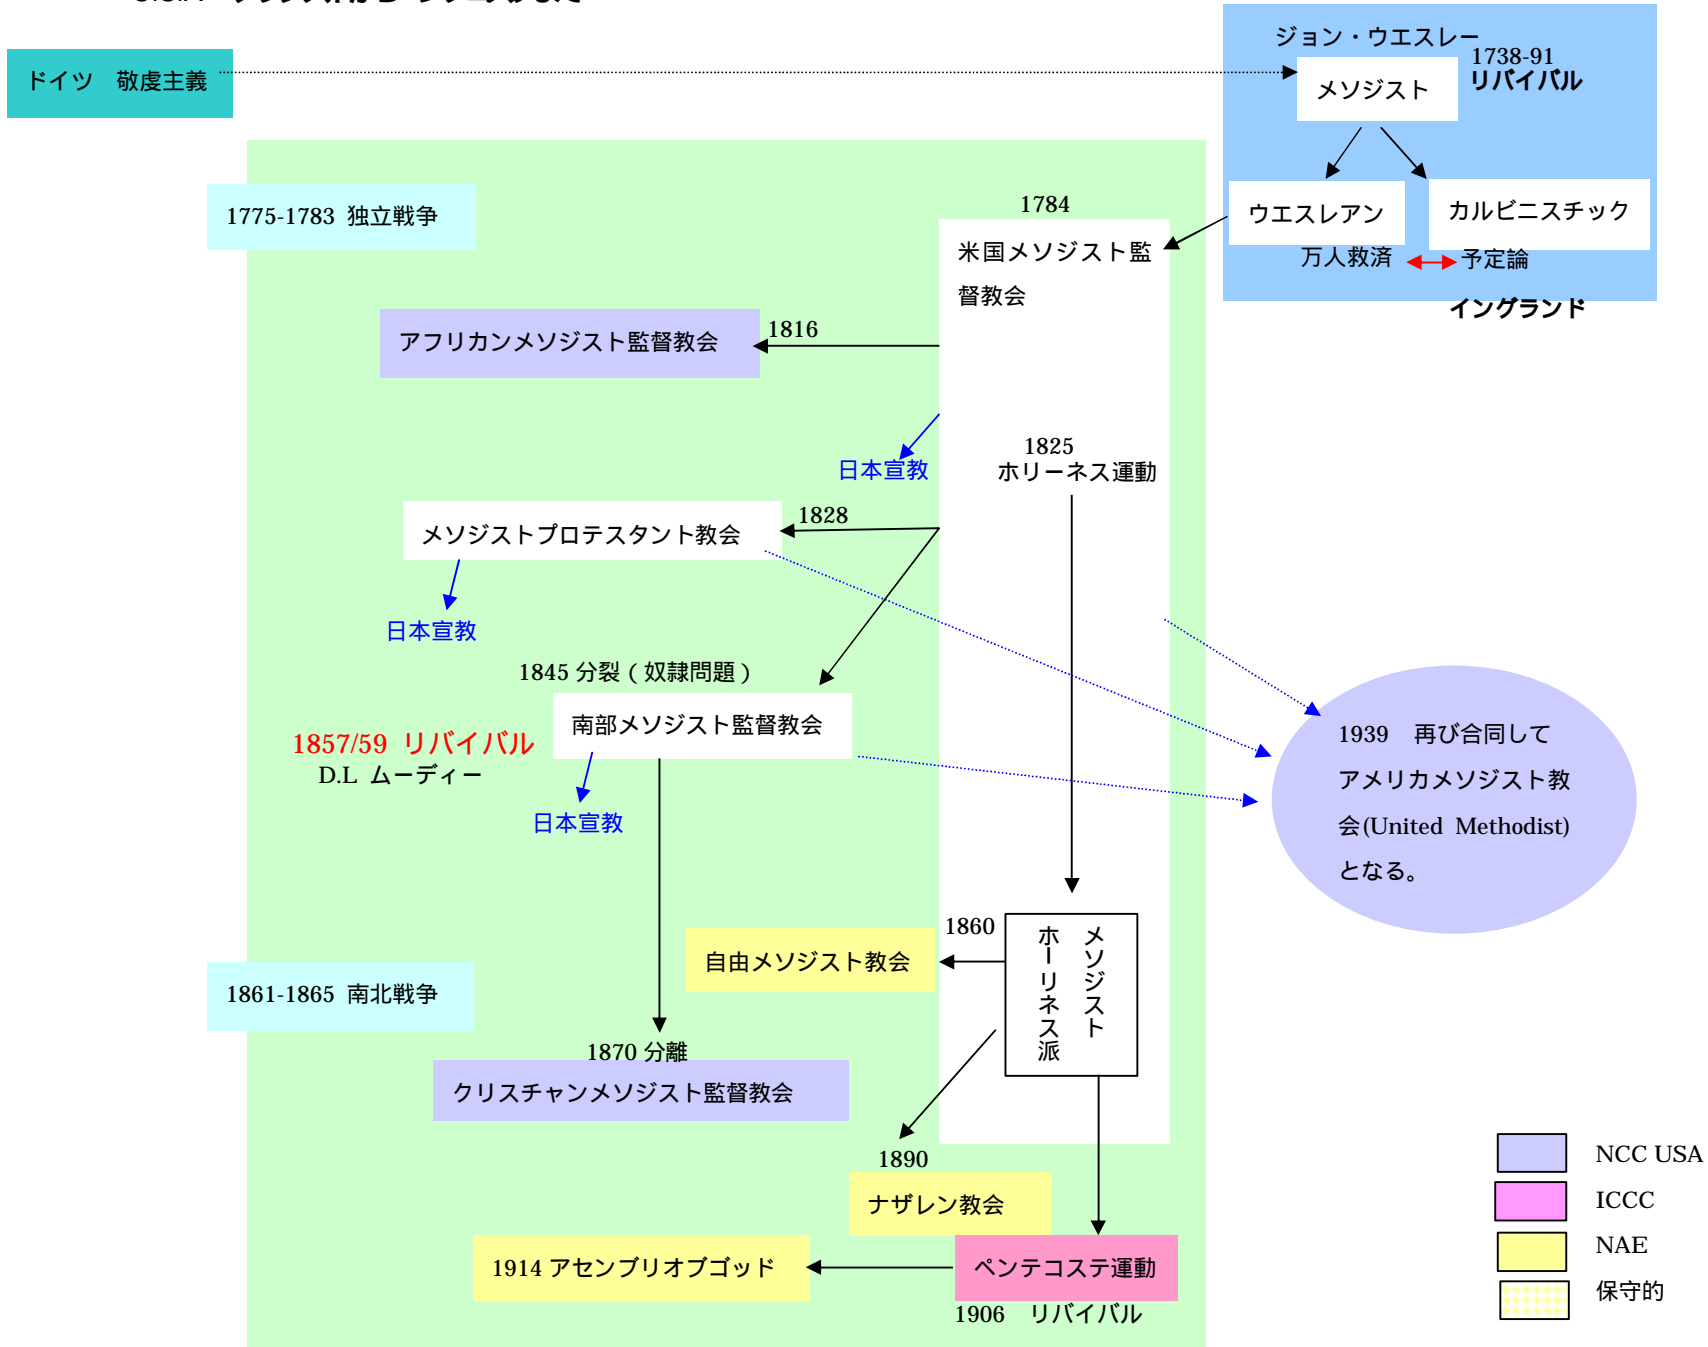 ジョン・ウエスレー
1738-91
リバイバル
メソジスト
ドイツ 敬虔主義
ウエスレアン
カルビニスチック
万人救済
予定論
イングランド
1775-1783 独立戦争
1784
米国メソジスト監
督教会
アフリカンメソジスト監督教会
1816
日本宣教
1825
ホリーネス運動
メソジストプロテスタント教会
1828
日本宣教
1845 分裂(奴隷問題)
南部メソジスト監督教会
1857/59 リバイバル
D.L ムーディー
日本宣教
1939 再び合同して
アメリカメソジスト教
会(United Methodist)
となる。
1860
自由メソジスト教会
メソジスト
ホーリネス派
1861-1865 南北戦争
1870 分離
クリスチャンメソジスト監督教会
1890
ナザレン教会
1914 アセンブリオブゴッド
ペンテコステ運動
1906 リバイバル
NCC USA
ICCC
NAE
保守的